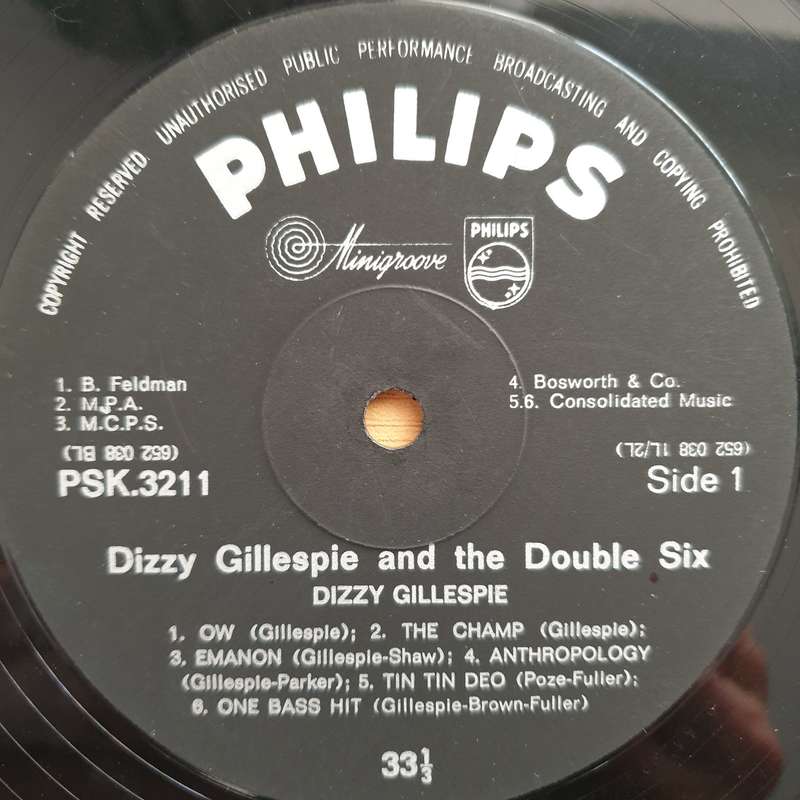 COPYRIGHT RESERVED. UNAUTHORISED PUBLIC PERFORMANCE BROADCASTING AND COPYING PROHIBITED
PHILIPS
Minigroove
PHILIPS
1. B. Feldman
2. M.P.A.
3. M.C.P.S.
4. Bosworth & Co.
5.6. Consolidated Music
(652 038 BL)
(652 038 1L/2L)
PSK.3211
Side 1
Dizzy Gillespie and the Double Six
DIZZY GILLESPIE
1. OW (Gillespie); 2. THE CHAMP (Gillespie);
3. EMANON (Gillespie-Shaw); 4. ANTHROPOLOGY
(Gillespie-Parker); 5. TIN TIN DEO (Poze-Fuller);
6. ONE BASS HIT (Gillespie-Brown-Fuller)
33⅓